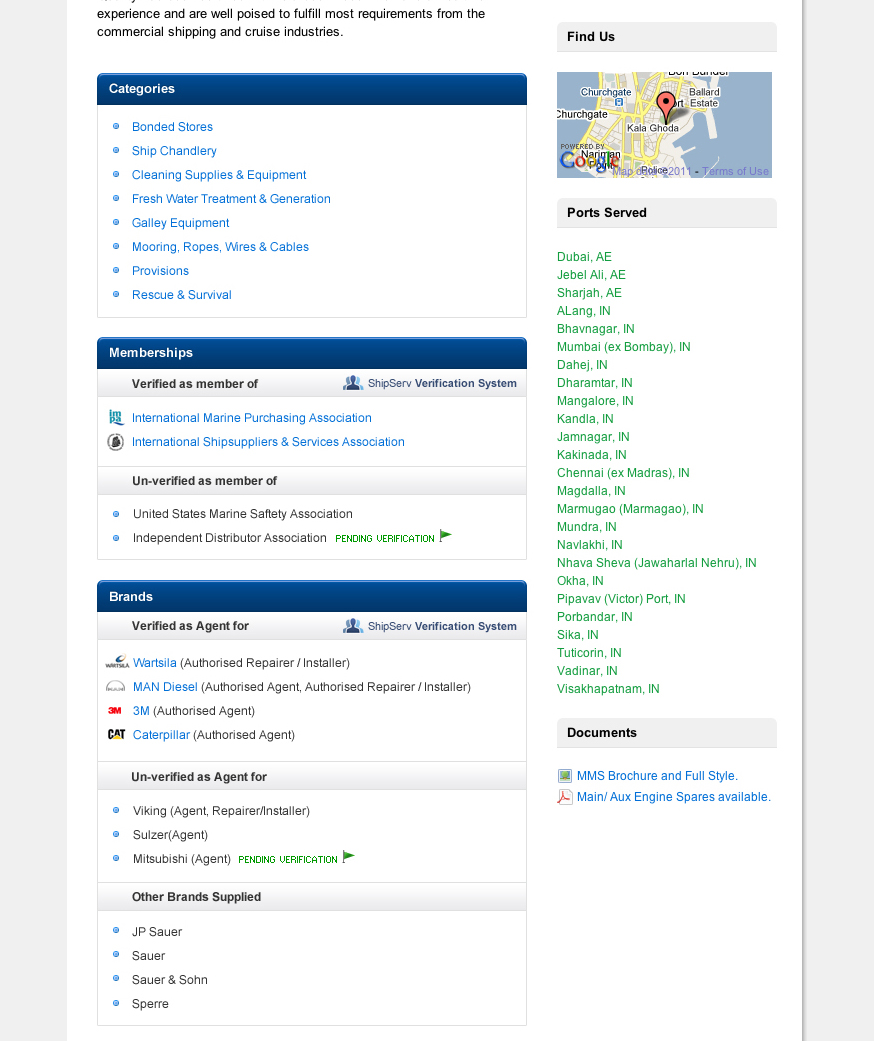 experience and are well poised to fulfill most requirements from the
commercial shipping and cruise industries.
Categories
Bonded Stores
Ship Chandlery
Cleaning Supplies & Equipment
Fresh Water Treatment & Generation
Galley Equipment
Mooring, Ropes, Wires & Cables
Provisions
Rescue & Survival
Memberships
Verified as member of
ShipServ Verification System
International Marine Purchasing Association
International Shipsuppliers & Services Association
Un-verified as member of
United States Marine Saftety Association
Independent Distributor Association PENDING VERIFICATION
Brands
Verified as Agent for
ShipServ Verification System
WARTSILA Wartsila (Authorised Repairer / Installer)
MAN Diesel (Authorised Agent, Authorised Repairer / Installer)
3M 3M (Authorised Agent)
CAT Caterpillar (Authorised Agent)
Un-verified as Agent for
Viking (Agent, Repairer/Installer)
Sulzer(Agent)
Mitsubishi (Agent) PENDING VERIFICATION
Other Brands Supplied
JP Sauer
Sauer
Sauer & Sohn
Sperre
Find Us
Churchgate
Ballard
Estate
Churchgate
Kala Ghoda
POWERED BY
Google
Nariman
Point
Police
Map data ©2011 - Terms of Use
Ports Served
Dubai, AE
Jebel Ali, AE
Sharjah, AE
ALang, IN
Bhavnagar, IN
Mumbai (ex Bombay), IN
Dahej, IN
Dharamtar, IN
Mangalore, IN
Kandla, IN
Jamnagar, IN
Kakinada, IN
Chennai (ex Madras), IN
Magdalla, IN
Marmugao (Marmagao), IN
Mundra, IN
Navlakhi, IN
Nhava Sheva (Jawaharlal Nehru), IN
Okha, IN
Pipavav (Victor) Port, IN
Porbandar, IN
Sika, IN
Tuticorin, IN
Vadinar, IN
Visakhapatnam, IN
Documents
MMS Brochure and Full Style.
Main/ Aux Engine Spares available.